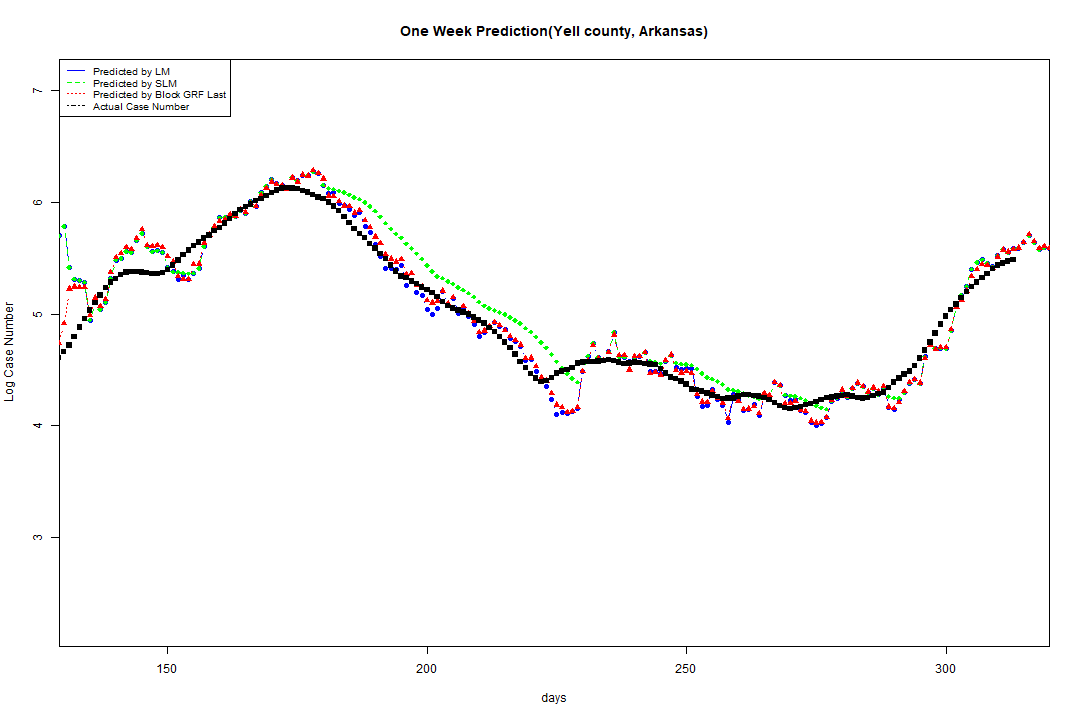 One Week Prediction(Yell county, Arkansas)
Predicted by LM
Predicted by SLM
Predicted by Block GRF Last
Actual Case Number
7
6
5
4
3
Log Case Number
150 200 250 300
days